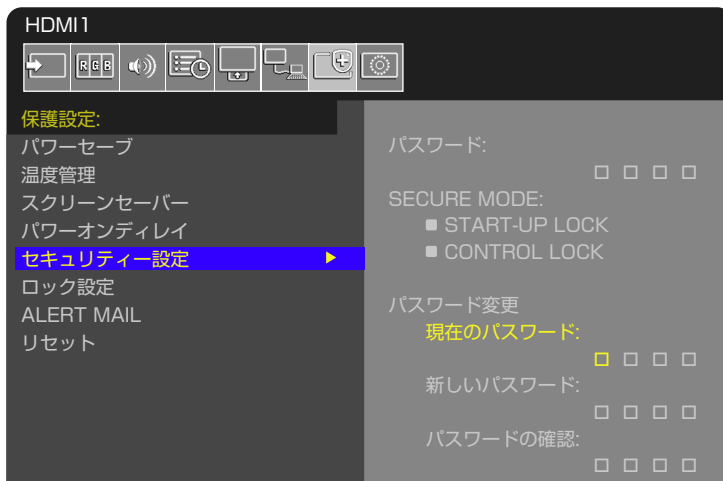 HDMI1
RGB
保護設定:
パワーセーブ
温度管理
スクリーンセーバー
パワーオンディレイ
セキュリティー設定
ロック設定
ALERT MAIL
リセット
パスワード:
SECURE MODE:
START-UP LOCK
CONTROL LOCK
パスワード変更
現在のパスワード:
新しいパスワード:
パスワードの確認: